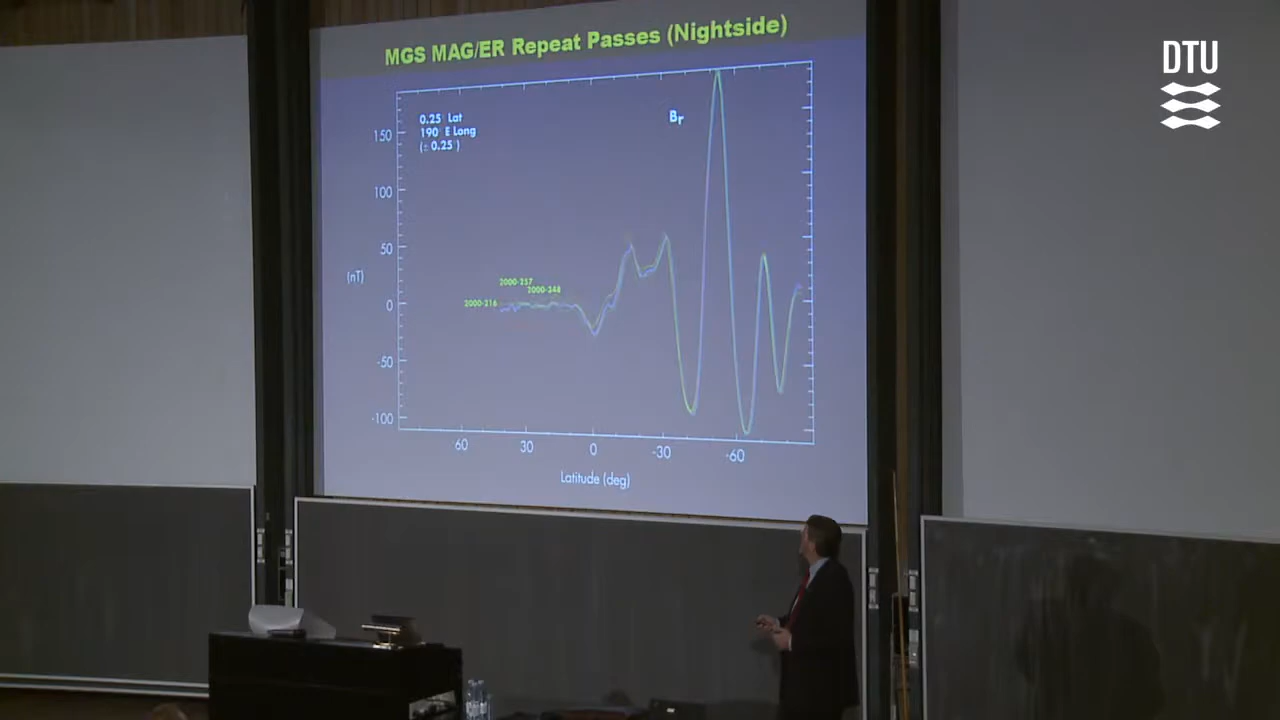 MGS MAG/ER Repeat Passes (Nightside)
DTU
0.25 Lat
190° E Long
(± 0.25 )
Br
150
100
50
0
-50
-100
(nT)
2000-257
2000-248
2000-216
60
30
0
-30
-60
Latitude (deg)